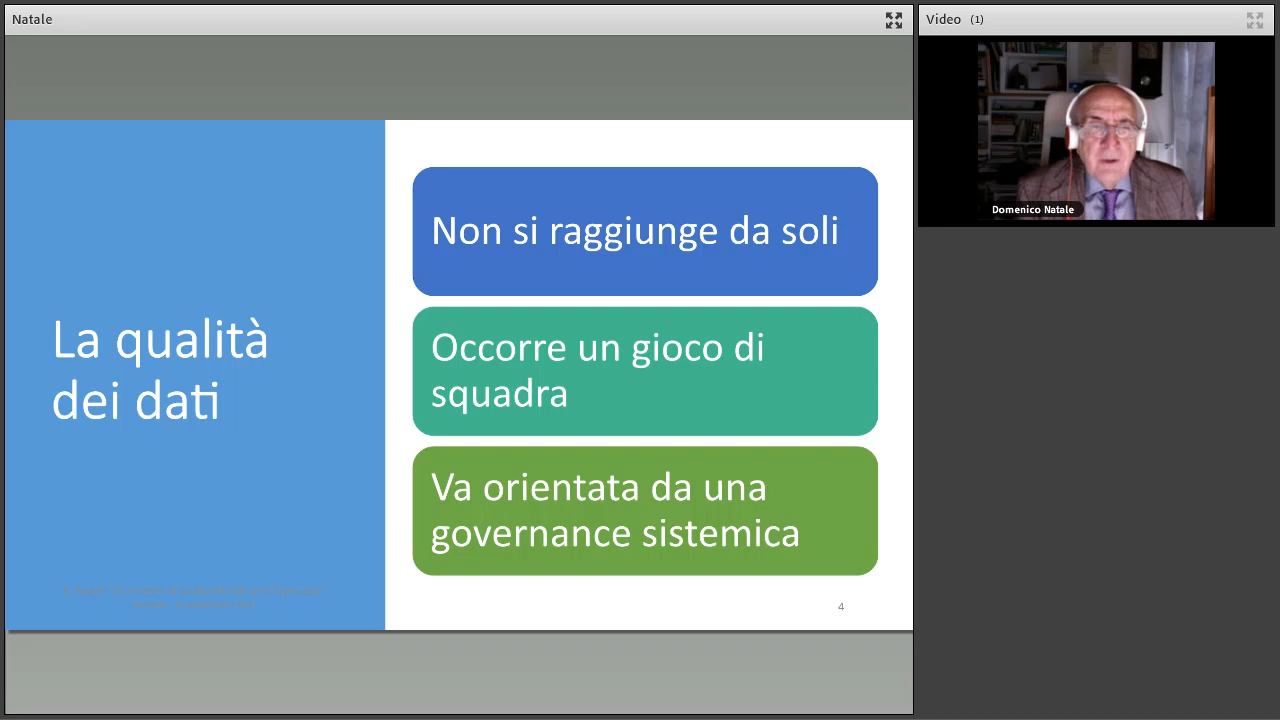 Natale
Video (1)
Domenico Natale
La qualità
dei dati
Non si raggiunge da soli
Occorre un gioco di
squadra
Va orientata da una
governance sistemica
4